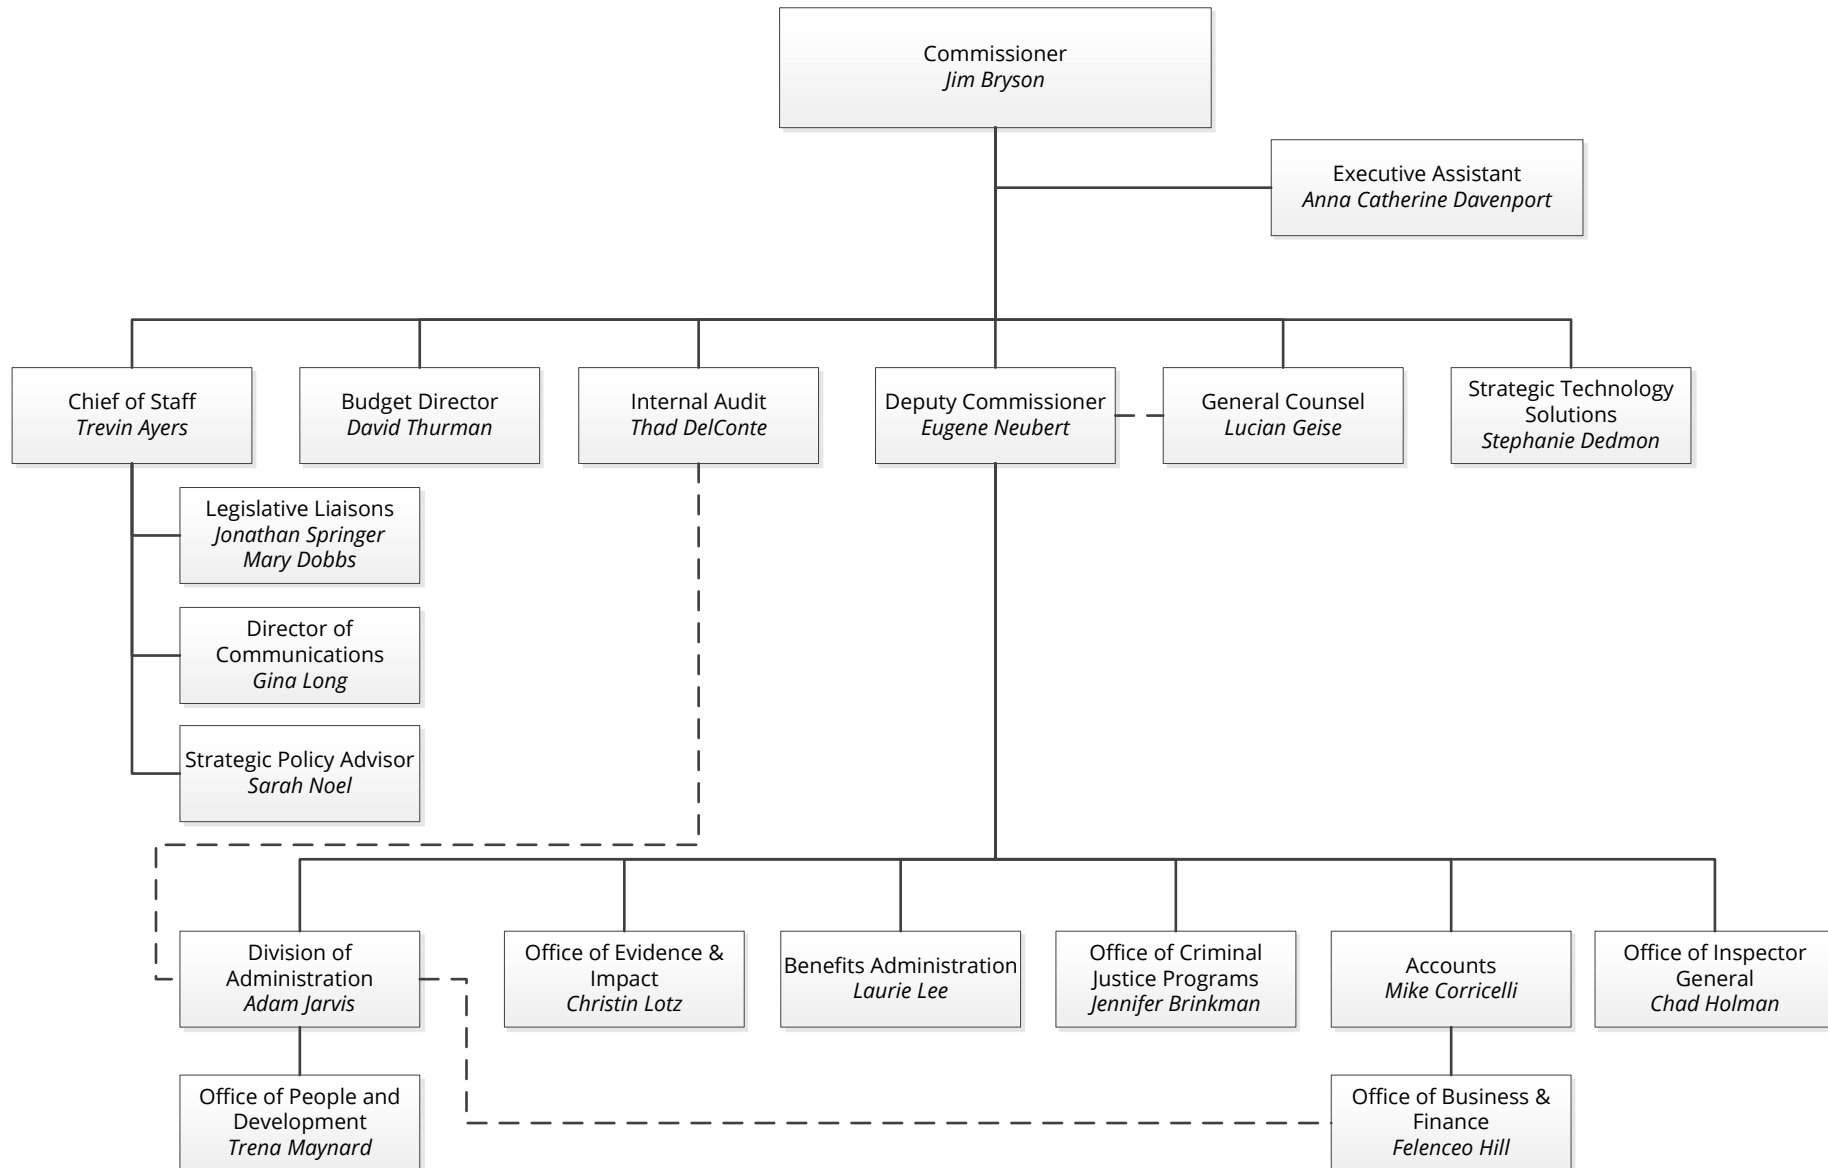 Commissioner
Jim Bryson
Executive Assistant
Anna Catherine Davenport
Chief of Staff
Trevin Ayers
Budget Director
David Thurman
Internal Audit
Thad DelConte
Deputy Commissioner
Eugene Neubert
General Counsel
Lucian Geise
Strategic Technology
Solutions
Stephanie Dedmon
Legislative Liaisons
Jonathan Springer
Mary Dobbs
Director of
Communications
Gina Long
Strategic Policy Advisor
Sarah Noel
Division of
Administration
Adam Jarvis
Office of Evidence &
Impact
Christin Lotz
Benefits Administration
Laurie Lee
Office of Criminal
Justice Programs
Jennifer Brinkman
Accounts
Mike Corricelli
Office of Inspector
General
Chad Holman
Office of People and
Development
Trena Maynard
Office of Business &
Finance
Felenceo Hill